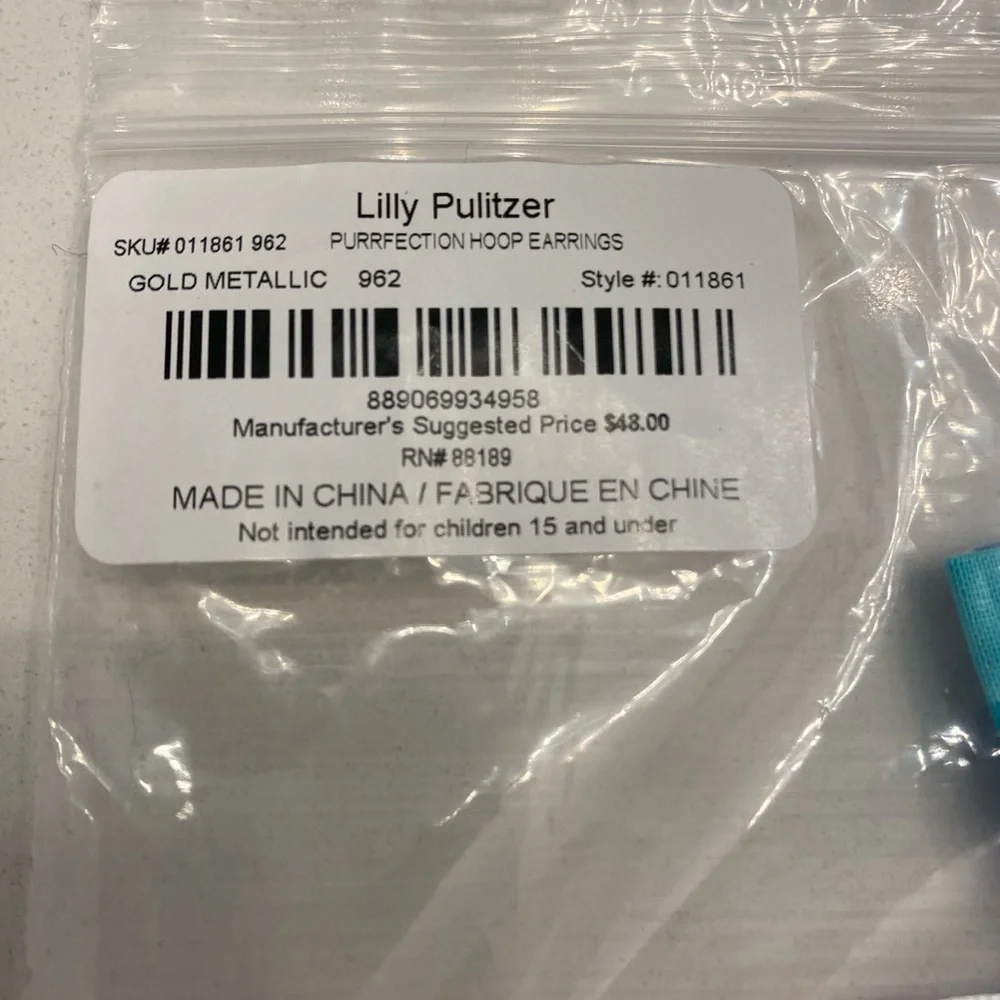 Lilly Pulitzer
SKU# 011861 962 PURRFECTION HOOP EARRINGS
GOLD METALLIC 962 Style #: 011861
889069934958
Manufacturer's Suggested Price $48.00
RN# 88189
MADE IN CHINA / FABRIQUE EN CHINE
Not intended for children 15 and under